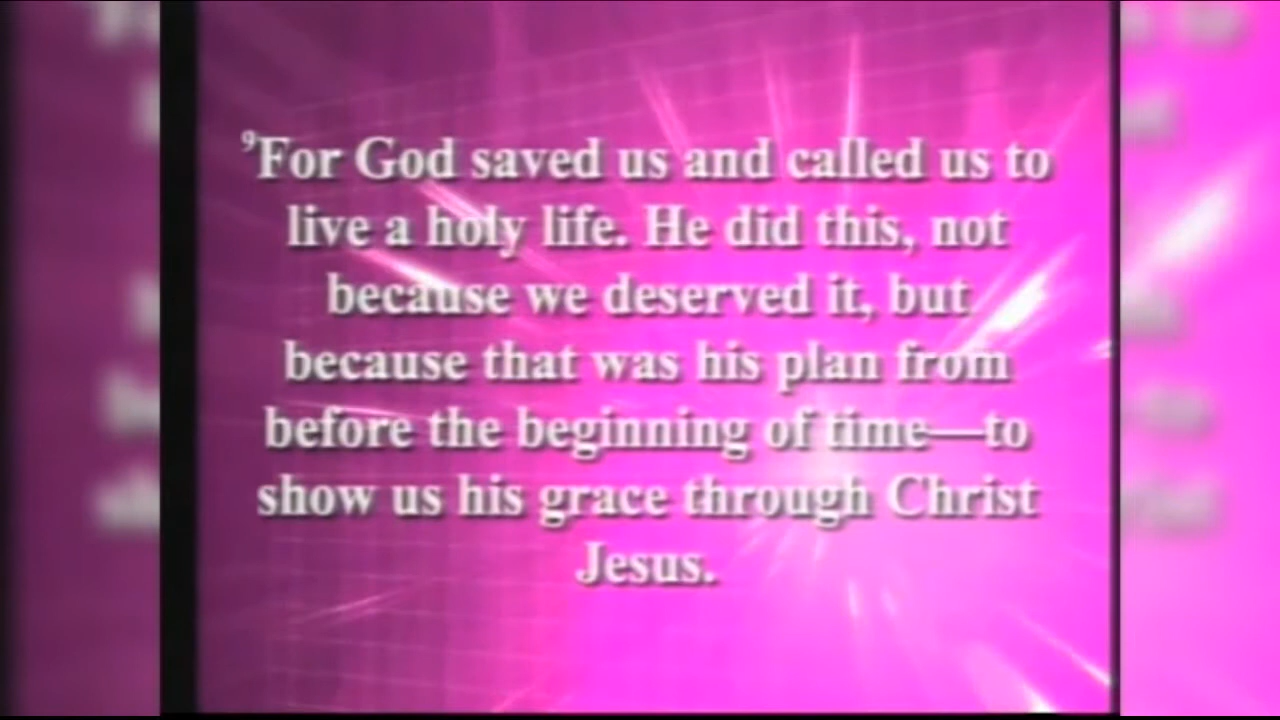 ⁹For God saved us and called us to
live a holy life. He did this, not
because we deserved it, but
because that was his plan from
before the beginning of time—to
show us his grace through Christ
Jesus.